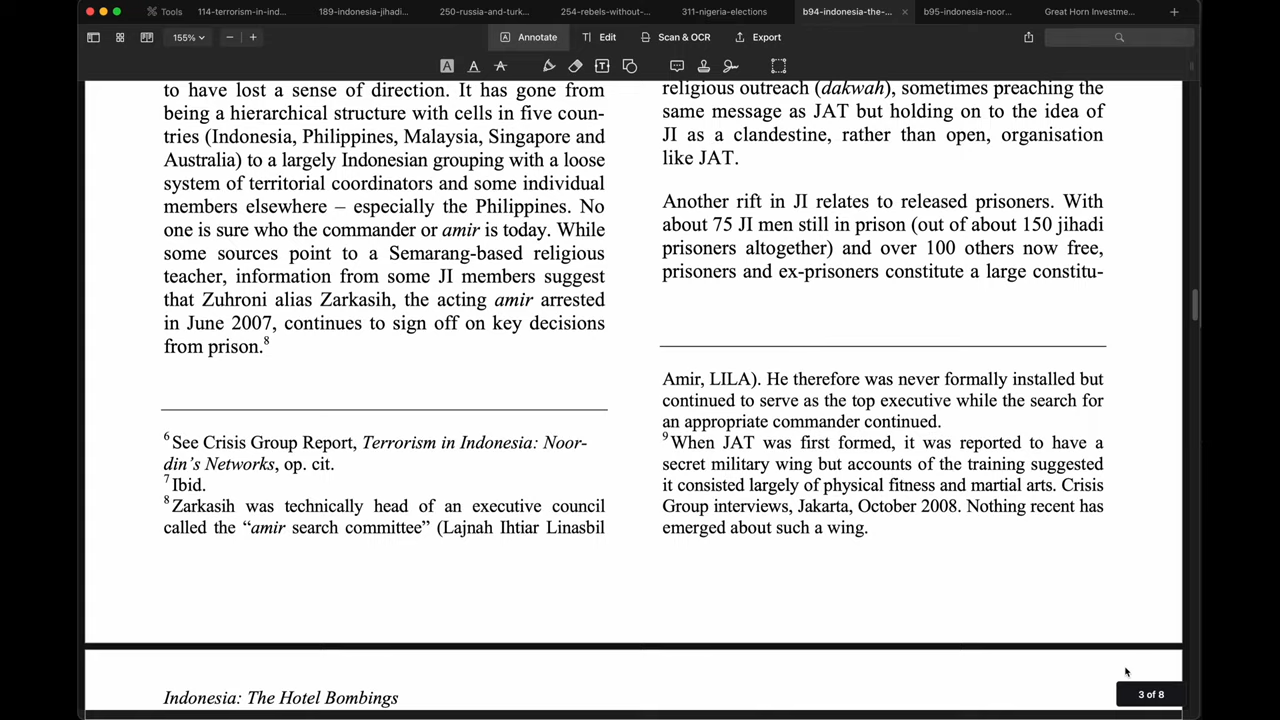 Tools
114-terrorism-in-ind...
189-indonesia-jihadi...
250-russia-and-turk...
254-rebels-without-...
311-nigeria-elections
b94-indonesia-the-...
b95-indonesia-noor...
Great Horn Investme...
155%
Annotate
Edit
Scan & OCR
Export
to have lost a sense of direction. It has gone from
being a hierarchical structure with cells in five coun-
tries (Indonesia, Philippines, Malaysia, Singapore and
Australia) to a largely Indonesian grouping with a loose
system of territorial coordinators and some individual
members elsewhere – especially the Philippines. No
one is sure who the commander or amir is today. While
some sources point to a Semarang-based religious
teacher, information from some JI members suggest
that Zuhroni alias Zarkasih, the acting amir arrested
in June 2007, continues to sign off on key decisions
from prison.8
6 See Crisis Group Report, Terrorism in Indonesia: Noor-
din's Networks, op. cit.
7 Ibid.
8 Zarkasih was technically head of an executive council
called the “amir search committee” (Lajnah Ihtiar Linasbil
religious outreach (dakwah), sometimes preaching the
same message as JAT but holding on to the idea of
JI as a clandestine, rather than open, organisation
like JAT.
Another rift in JI relates to released prisoners. With
about 75 JI men still in prison (out of about 150 jihadi
prisoners altogether) and over 100 others now free,
prisoners and ex-prisoners constitute a large constitu-
Amir, LILA). He therefore was never formally installed but
continued to serve as the top executive while the search for
an appropriate commander continued.
9 When JAT was first formed, it was reported to have a
secret military wing but accounts of the training suggested
it consisted largely of physical fitness and martial arts. Crisis
Group interviews, Jakarta, October 2008. Nothing recent has
emerged about such a wing.
Indonesia: The Hotel Bombings
3 of 8